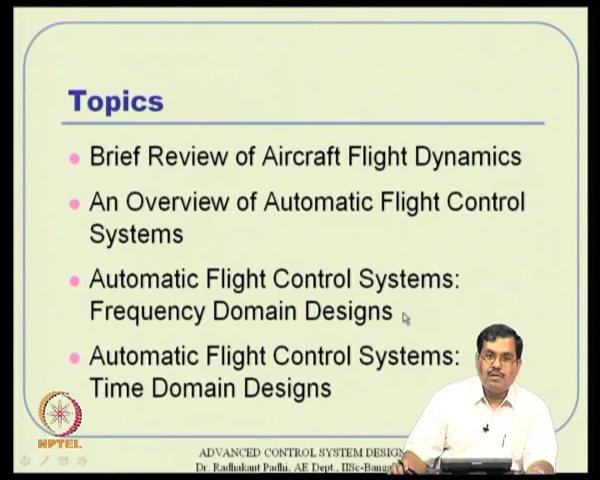 Topics
Brief Review of Aircraft Flight Dynamics
An Overview of Automatic Flight Control
Systems
Automatic Flight Control Systems:
Frequency Domain Designs
Automatic Flight Control Systems:
Time Domain Designs
NPTEL
ADVANCED CONTROL SYSTEM DESIGN
Dr. Radhakant Padhi, AE Dept., IISc-Banga